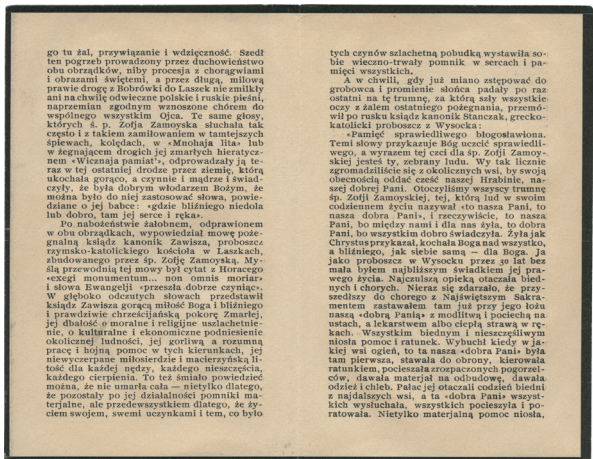 go tu żal, przywiązanie i wdzięczność. Szedł
ten pogrzeb prowadzony przez duchowieństwo
obu obrządków, niby procesja z chorągwiami
i obrazami świętemi, a przez długą, milową
prawie drogę z Bobrówki do Laszek nie zmilkły
ani na chwilę odwieczne polskie i ruskie pieśni,
naprzemian zgodnym wznoszone chórem do
wspólnego wszystkim Ojca. Te same głosy,
których ś. p. Zofja Zamoyska słuchała tak
często i z takiem zamiłowaniem w tamtejszych
śpiewach, kolędach, w »Mnohaja lita« lub
w żegnającem drogich jej zmarłych hieratycz-
nem »Wicznaja pamiat'«, odprowadzały ją te-
raz w tej ostatniej drodze przez ziemię, którą
ukochała gorąco, a czynnie i mądrze i świad-
czyły, że była dobrym włodarzem Bożym, że
można było do niej zastosować słowa, powie-
dziane o jej babce: »gdzie bliźniego niedola
lub dobro, tam jej serce i ręka«.
Po nabożeństwie żałobnem, odprawionem
w obu obrządkach, wypowiedział mowę poże-
gnalną ksiądz kanonik Zawisza, proboszcz
rzymsko-katolickiego kościoła w Laszkach,
zbudowanego przez śp. Zofję Zamoyską. My-
ślą przewodnią tej mowy był cytat z Horacego
»exegi monumentum... non omnis moriar«
i słowa Ewangelji »przeszła dobrze czyniąc«.
W głęboko odczutych słowach przedstawił
ksiądz Zawisza gorącą miłość Boga i bliźniego
i prawdziwie chrześcijańską pokorę Zmarłej,
jej dbałość o moralne i religijne uszlachetnie-
nie, o kulturalne i ekonomiczne podniesienie
okolicznej ludności, jej gorliwą a rozumną
pracę i hojną pomoc w tych kierunkach, jej
niewyczerpane miłosierdzie i macierzyńską li-
tość dla każdej nędzy, każdego nieszczęścia,
każdego cierpienia. To też śmiało powiedzieć
można, że nie umarła cała — nietylko dlatego,
że pozostały po jej działalności pomniki ma-
terjalne, ale przedewszystkiem dlatego, że ży-
ciem swojem, swemi uczynkami i tem, co było
tych czynów szlachetną pobudką wystawiła so-
bie wieczno-trwały pomnik w sercach i pa-
mięci wszystkich.
A w chwili, gdy już miano zstępować do
grobowca i promienie słońca padały po raz
ostatni na tę trumnę, za którą szły wszystkie
oczy z żalem ostatniego pożegnania, przemó-
wił po rusku ksiądz kanonik Stanczak, grecko-
katolicki proboszcz z Wysocka:
»Pamięć sprawiedliwego błogosławiona.
Temi słowy przykazuje Bóg uczcić sprawie-
dliwego, a wyrazem tej czci dla śp. Zofji Zamoy-
skiej jesteś ty, zebrany ludu. Wy tak licznie
zgromadziliście się z okolicznych wsi, by swoją
obecnością oddać cześć naszej Hrabinie, na-
szej dobrej Pani. Otoczyliśmy wszyscy trumnę
śp. Zofji Zamoyskiej, tej, którą lud w swoim
codziennem życiu nazywał »to nasza Pani, to
nasza dobra Pani«, i rzeczywiście, to nasza
Pani, bo między nami i dla nas żyła, to dobra
Pani, bo wszystkim dobro świadczyła. Żyła jak
Chrystus przykazał, kochała Boga nad wszystko,
a bliźniego, jak siebie samą — dla Boga. Ja
jako proboszcz w Wysocku przez 30 lat bez
mała byłem najbliższym świadkiem jej pra-
wego życia. Najczulszą opieką otaczała bied-
nych i chorych. Nieraz się zdarzało, że przy-
szedłszy do chorego z Najświętszym Sakra-
mentem zastawałem tam już przy jego łożu
naszą »dobrą Panią« z modlitwą i pociechą na
ustach, a lekarstwem albo ciepłą strawą w rę-
kach. Wszystkim biednym i nieszczęśliwym
niosła pomoc i ratunek. Wybuchł kiedy w ja-
kiej wsi ogień, to ta nasza »dobra Pani« była
tam pierwsza, stawała do obrony, kierowała
ratunkiem, pocieszała zrozpaczonych pogorzel-
ców, dawała materjał na odbudowę, dawała
odzież i chleb. Pałac jej otaczali codzień biedni
z najdalszych wsi, a ta »dobra Pani« wszyst-
kich wysłuchała, wszystkich pocieszyła i po-
ratowała. Nietylko materjalną pomoc niosła,